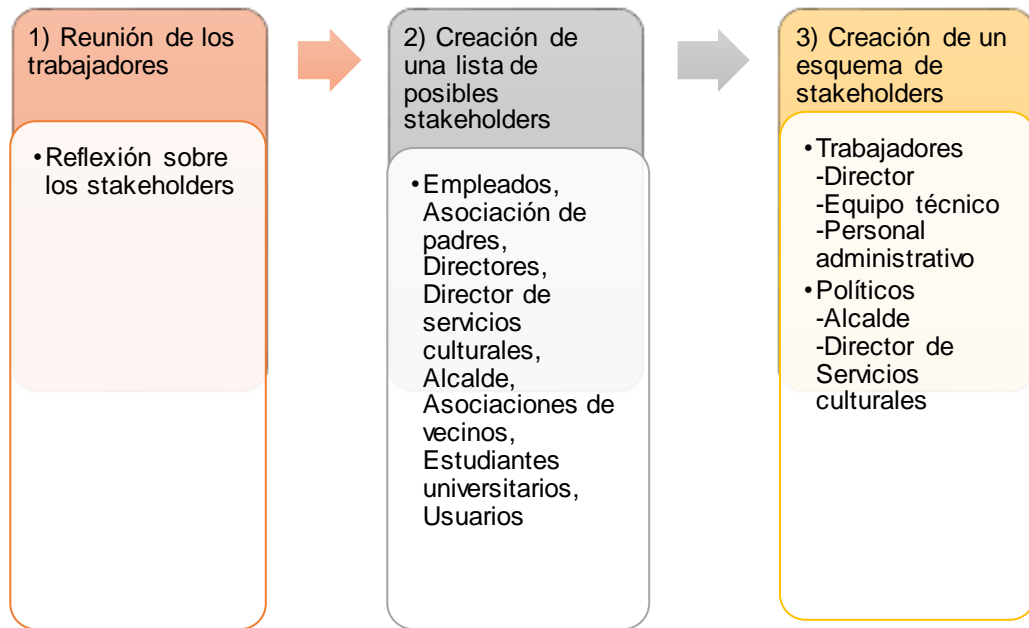 1) Reunión de los
trabajadores
•Reflexión sobre
los stakeholders
2) Creación de
una lista de
posibles
stakeholders
•Empleados,
Asociación de
padres,
Directores,
Director de
servicios
culturales,
Alcalde,
Asociaciones de
vecinos,
Estudiantes
universitarios,
Usuarios
3) Creación de un
esquema de
stakeholders
•Trabajadores
-Director
-Equipo técnico
-Personal
administrativo
•Políticos
-Alcalde
-Director de
Servicios
culturales